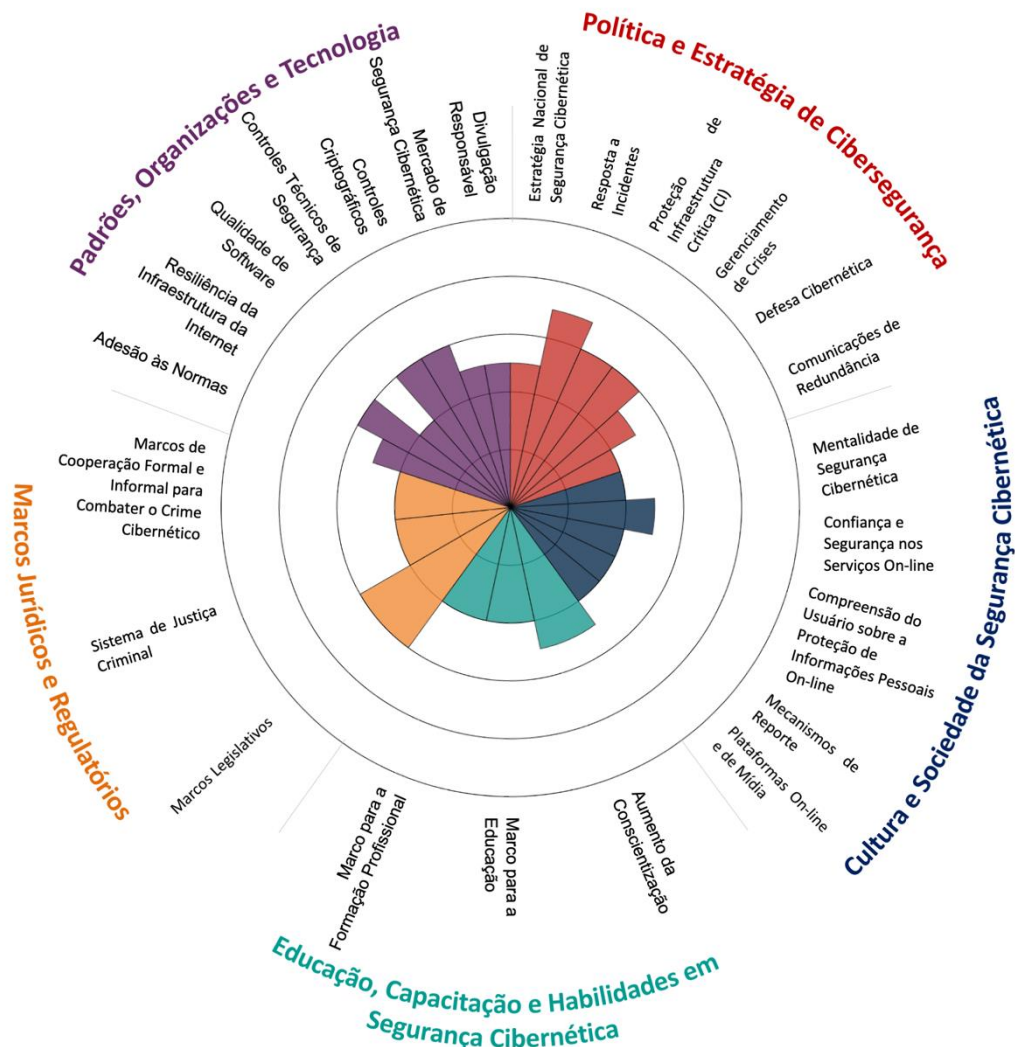 Política e Estratégia de Cibersegurança
Estratégia Nacional de
Segurança Cibernética
Resposta a
Incidentes
Proteção de
Infraestrutura
Crítica (CI)
Gerenciamento
de Crises
Defesa Cibernética
Comunicações de
Redundância
Cultura e Sociedade da Segurança Cibernética
Mentalidade de
Segurança
Cibernética
Confiança e
Segurança nos
Serviços On-line
Compreensão do
Usuário sobre a
Proteção de
Informações Pessoais
On-line
Mecanismos de
Reporte
Plataformas On-line
e de Mídia
Educação, Capacitação e Habilidades em
Segurança Cibernética
Aumento da
Conscientização
Marco para a
Educação
Marco para a
Formação Profissional
Marcos Jurídicos e Regulatórios
Marcos Legislativos
Sistema de Justiça
Criminal
Marcos de
Cooperação Formal e
Informal para
Combater o Crime
Cibernético
Padrões, Organizações e Tecnologia
Adesão às Normas
Resiliência da
Infraestrutura da
Internet
Qualidade de
Software
Controles Técnicos de
Segurança
Controles
Criptográficos
Mercado de
Segurança Cibernética
Divulgação
Responsável